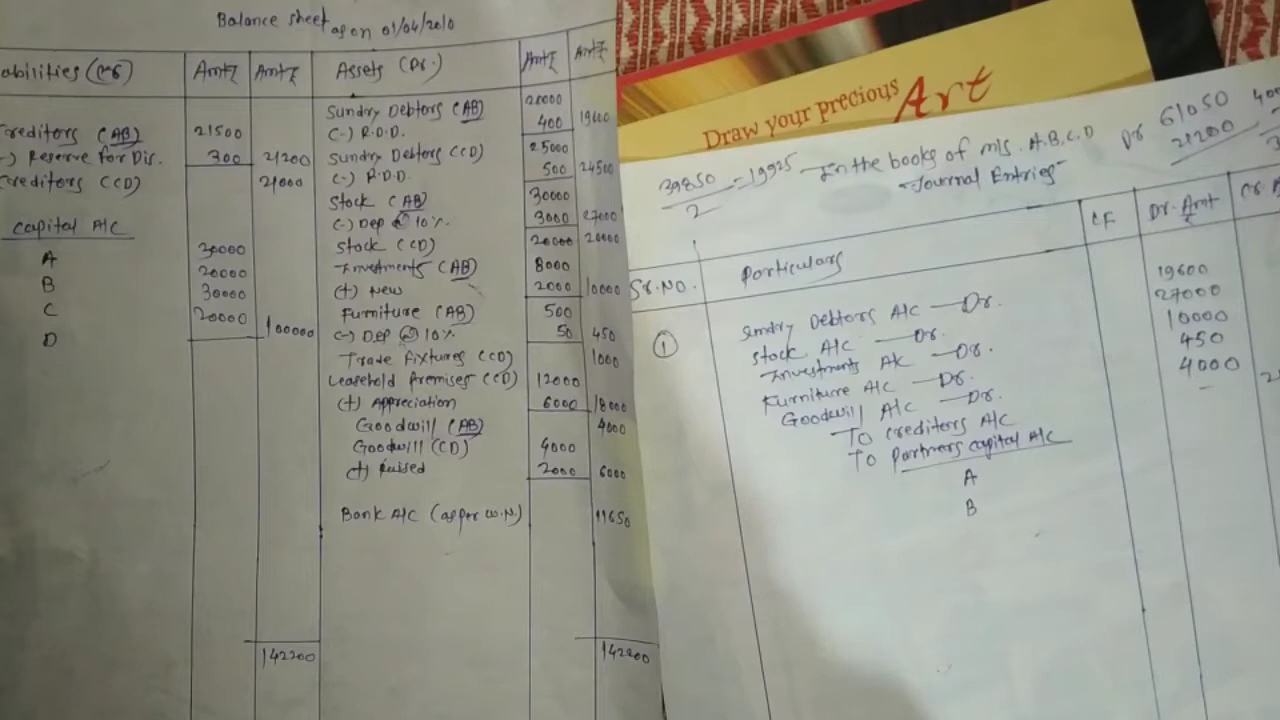 Balance sheet
as on 01/04/2010
abilities (Cr) Amt₹ Amt₹ Assets (Dr.) Amt₹ Amt₹
Sundry Debtors (AB) 20000
reditors (AB) 21500 (-) R.D.D. 400 19600
-) Reserve for Dis. 300 21200 Sundry Debtors (CD) 25000
reditors (CD) 21000 (-) R.D.D 500 24500
Stock (AB) 30000
Capital A/c (-) Dep @ 10% 3000 27000
A 30000 Stock (CD) 20000 20000
B 20000 Investments (AB) 8000
C 30000 (+) New 2000 10000
D 20000 100000 Furniture (AB) 500
(-) Dep @ 10% 50 450
Trade Fixtures (CD) 1000
Leasehold Premises (CD) 12000
(+) Appreciation 6000 18000
Goodwill (AB) 4000
Goodwill (CD) 4000
(+) Raised 2000 6000
Bank A/c (as per W.N.) 11650
142200 142200
Draw your precious Art
39850/2 = 19925 In the books of m/s. A.B.C.D Dr 61050
21200
Journal Entries
Sr.No. Particulars LF Dr. Amt ₹ Cr. A
① Sundry Debtors A/c — Dr. 19600
Stock A/c — Dr. 27000
Investments A/c — Dr. 10000
Furniture A/c — Dr. 450
Goodwill A/c — Dr. 4000
To creditors A/c —
To Partners capital A/c
A
B